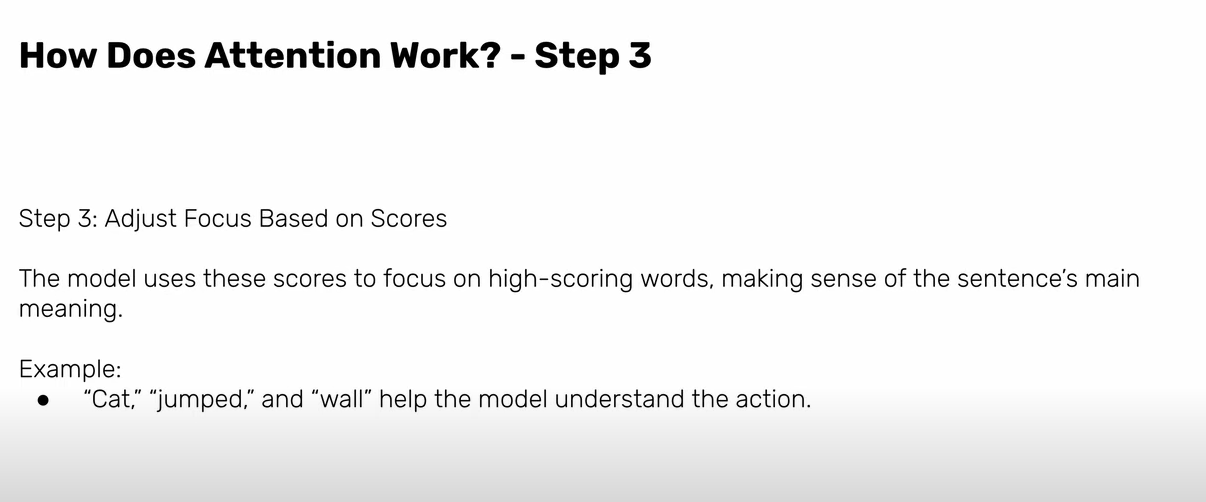 How Does Attention Work? - Step 3
Step 3: Adjust Focus Based on Scores
The model uses these scores to focus on high-scoring words, making sense of the sentence’s main
meaning.
Example:
● “Cat,” “jumped,” and “wall” help the model understand the action.